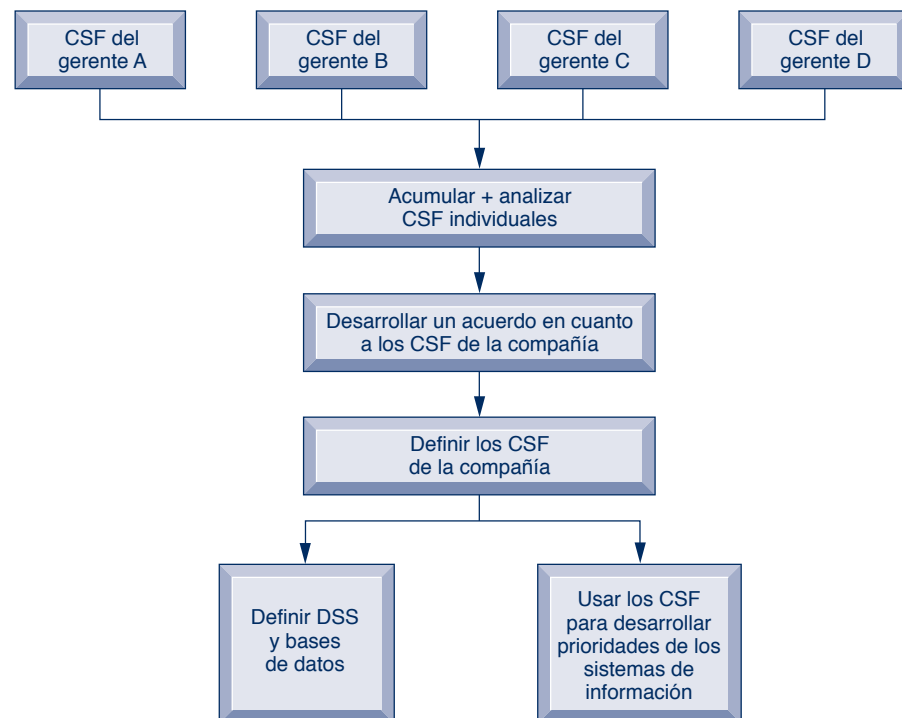 CSF del
gerente A
CSF del
gerente B
CSF del
gerente C
CSF del
gerente D
Acumular + analizar
CSF individuales
Desarrollar un acuerdo en cuanto
a los CSF de la compañía
Definir los CSF
de la compañía
Definir DSS
y bases
de datos
Usar los CSF
para desarrollar
prioridades de los
sistemas de
información